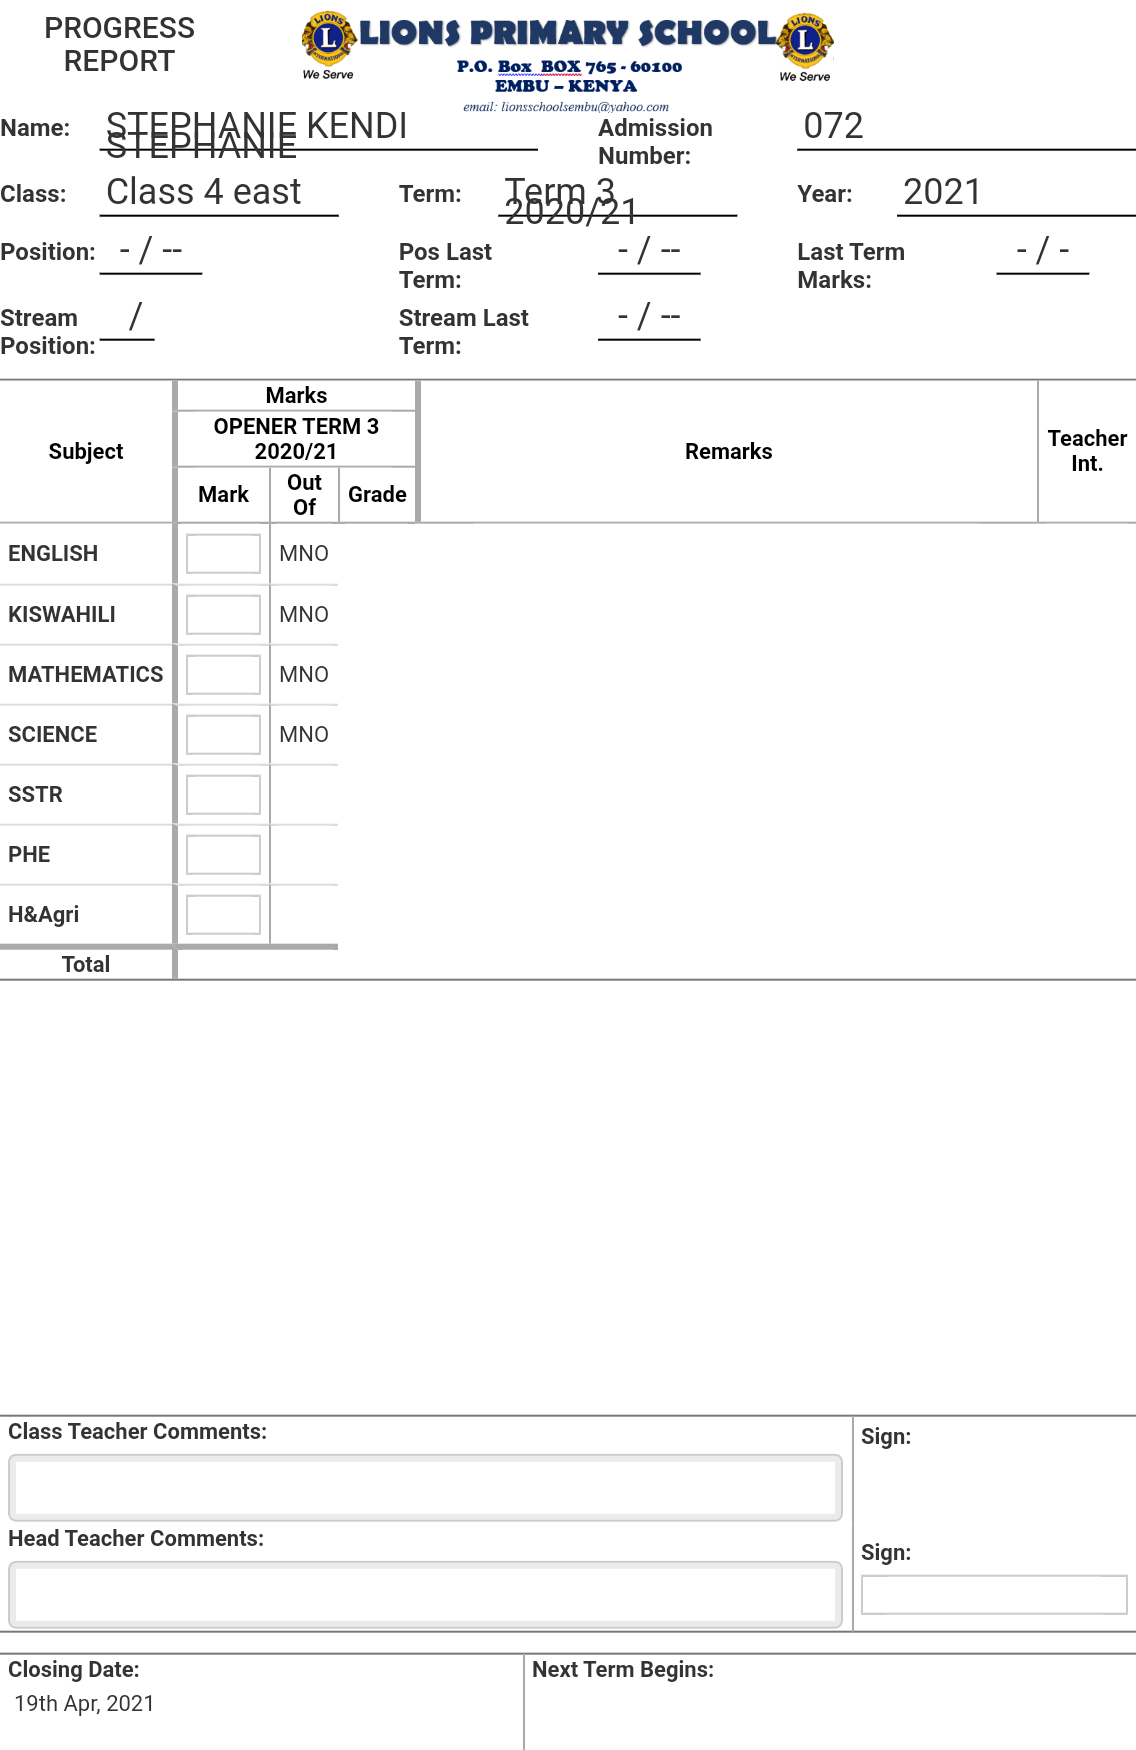 PROGRESS
REPORT
LIONS
INTERNATIONAL
We Serve
LIONS PRIMARY SCHOOL
P.O. Box BOX 765 - 60100
EMBU – KENYA
email: lionsschoolsembu@yahoo.com
LIONS
INTERNATIONAL
We Serve
Name: STEPHANIE KENDI
STEPHANIE
Admission
Number: 072
Class: Class 4 east Term: Term 3
2020/21
Year: 2021
Position: - / -- Pos Last
Term: - / -- Last Term
Marks: - / -
Stream
Position: / Stream Last
Term: - / --
Subject Marks Remarks Teacher
Int.
OPENER TERM 3
2020/21
Mark Out
Of Grade
ENGLISH MNO
KISWAHILI MNO
MATHEMATICS MNO
SCIENCE MNO
SSTR
PHE
H&Agri
Total
Class Teacher Comments: Sign:
Head Teacher Comments: Sign:
Closing Date: Next Term Begins:
19th Apr, 2021